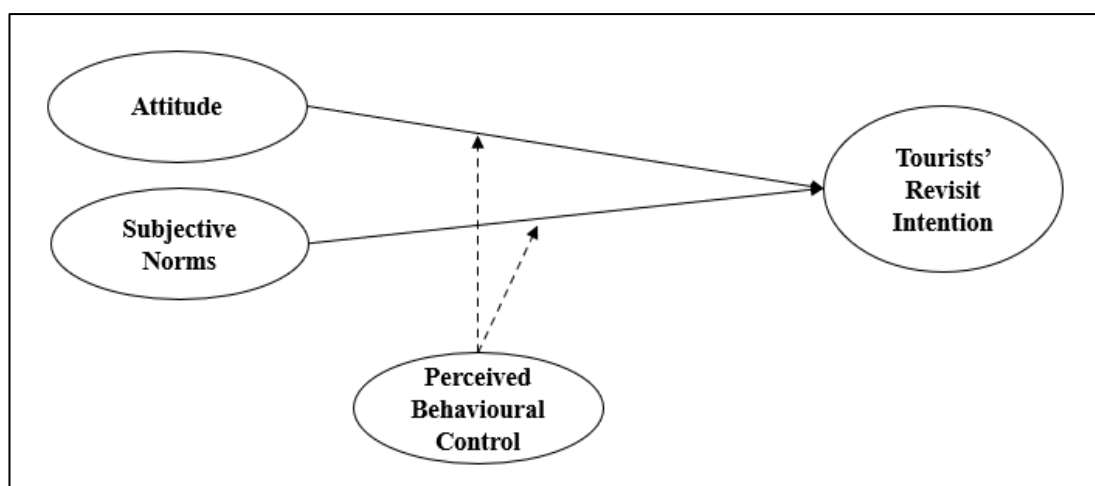 Attitude
Subjective
Norms
Tourists’
Revisit
Intention
Perceived
Behavioural
Control